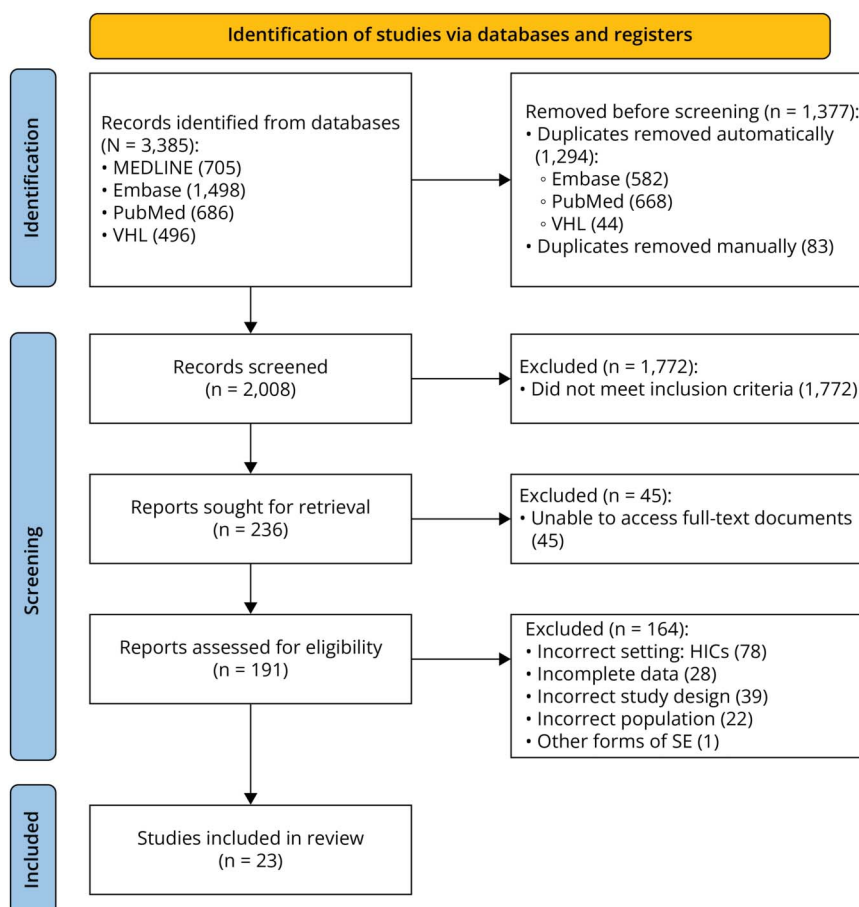 Identification of studies via databases and registers
Identification
Records identified from databases
(N = 3,385):
• MEDLINE (705)
• Embase (1,498)
• PubMed (686)
• VHL (496)
Removed before screening (n = 1,377):
• Duplicates removed automatically
(1,294):
◦ Embase (582)
◦ PubMed (668)
◦ VHL (44)
• Duplicates removed manually (83)
Screening
Records screened
(n = 2,008)
Excluded (n = 1,772):
• Did not meet inclusion criteria (1,772)
Reports sought for retrieval
(n = 236)
Excluded (n = 45):
• Unable to access full-text documents
(45)
Reports assessed for eligibility
(n = 191)
Excluded (n = 164):
• Incorrect setting: HICs (78)
• Incomplete data (28)
• Incorrect study design (39)
• Incorrect population (22)
• Other forms of SE (1)
Included
Studies included in review
(n = 23)